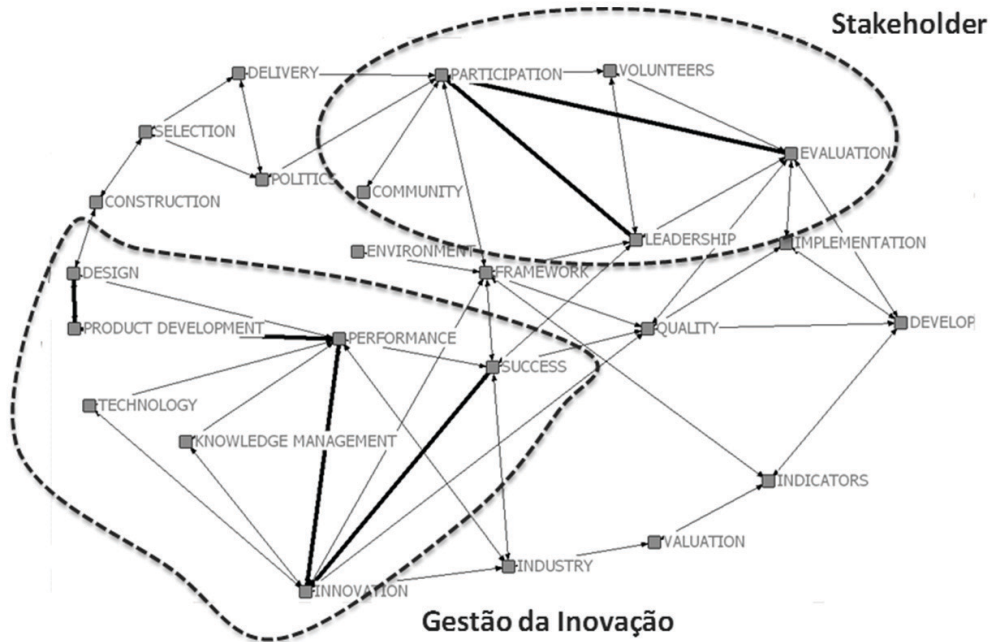 Stakeholder
DELIVERY
PARTICIPATION
VOLUNTEERS
SELECTION
EVALUATION
POLITICS
COMMUNITY
CONSTRUCTION
LEADERSHIP
IMPLEMENTATION
ENVIRONMENT
DESIGN
FRAMEWORK
PRODUCT DEVELOPMENT
PERFORMANCE
QUALITY
DEVELOP
SUCCESS
TECHNOLOGY
KNOWLEDGE MANAGEMENT
INDICATORS
VALUATION
INDUSTRY
INNOVATION
Gestão da Inovação